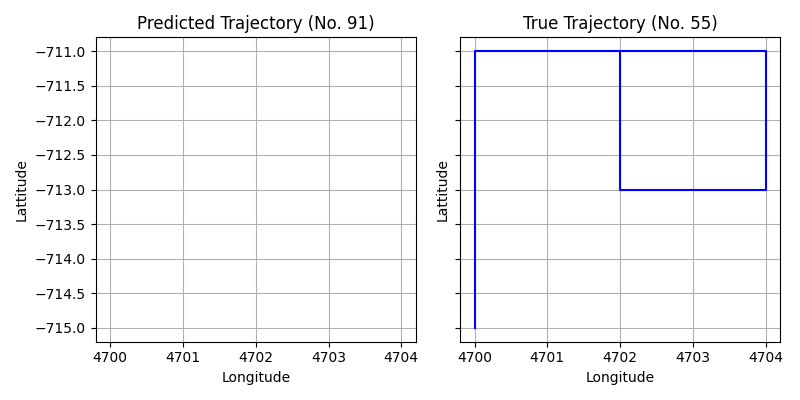 Predicted Trajectory (No. 91)
True Trajectory (No. 55)
−711.0
−711.5
−712.0
−712.5
−713.0
−713.5
−714.0
−714.5
−715.0
Lattitude
Lattitude
4700 4701 4702 4703 4704
4700 4701 4702 4703 4704
Longitude
Longitude